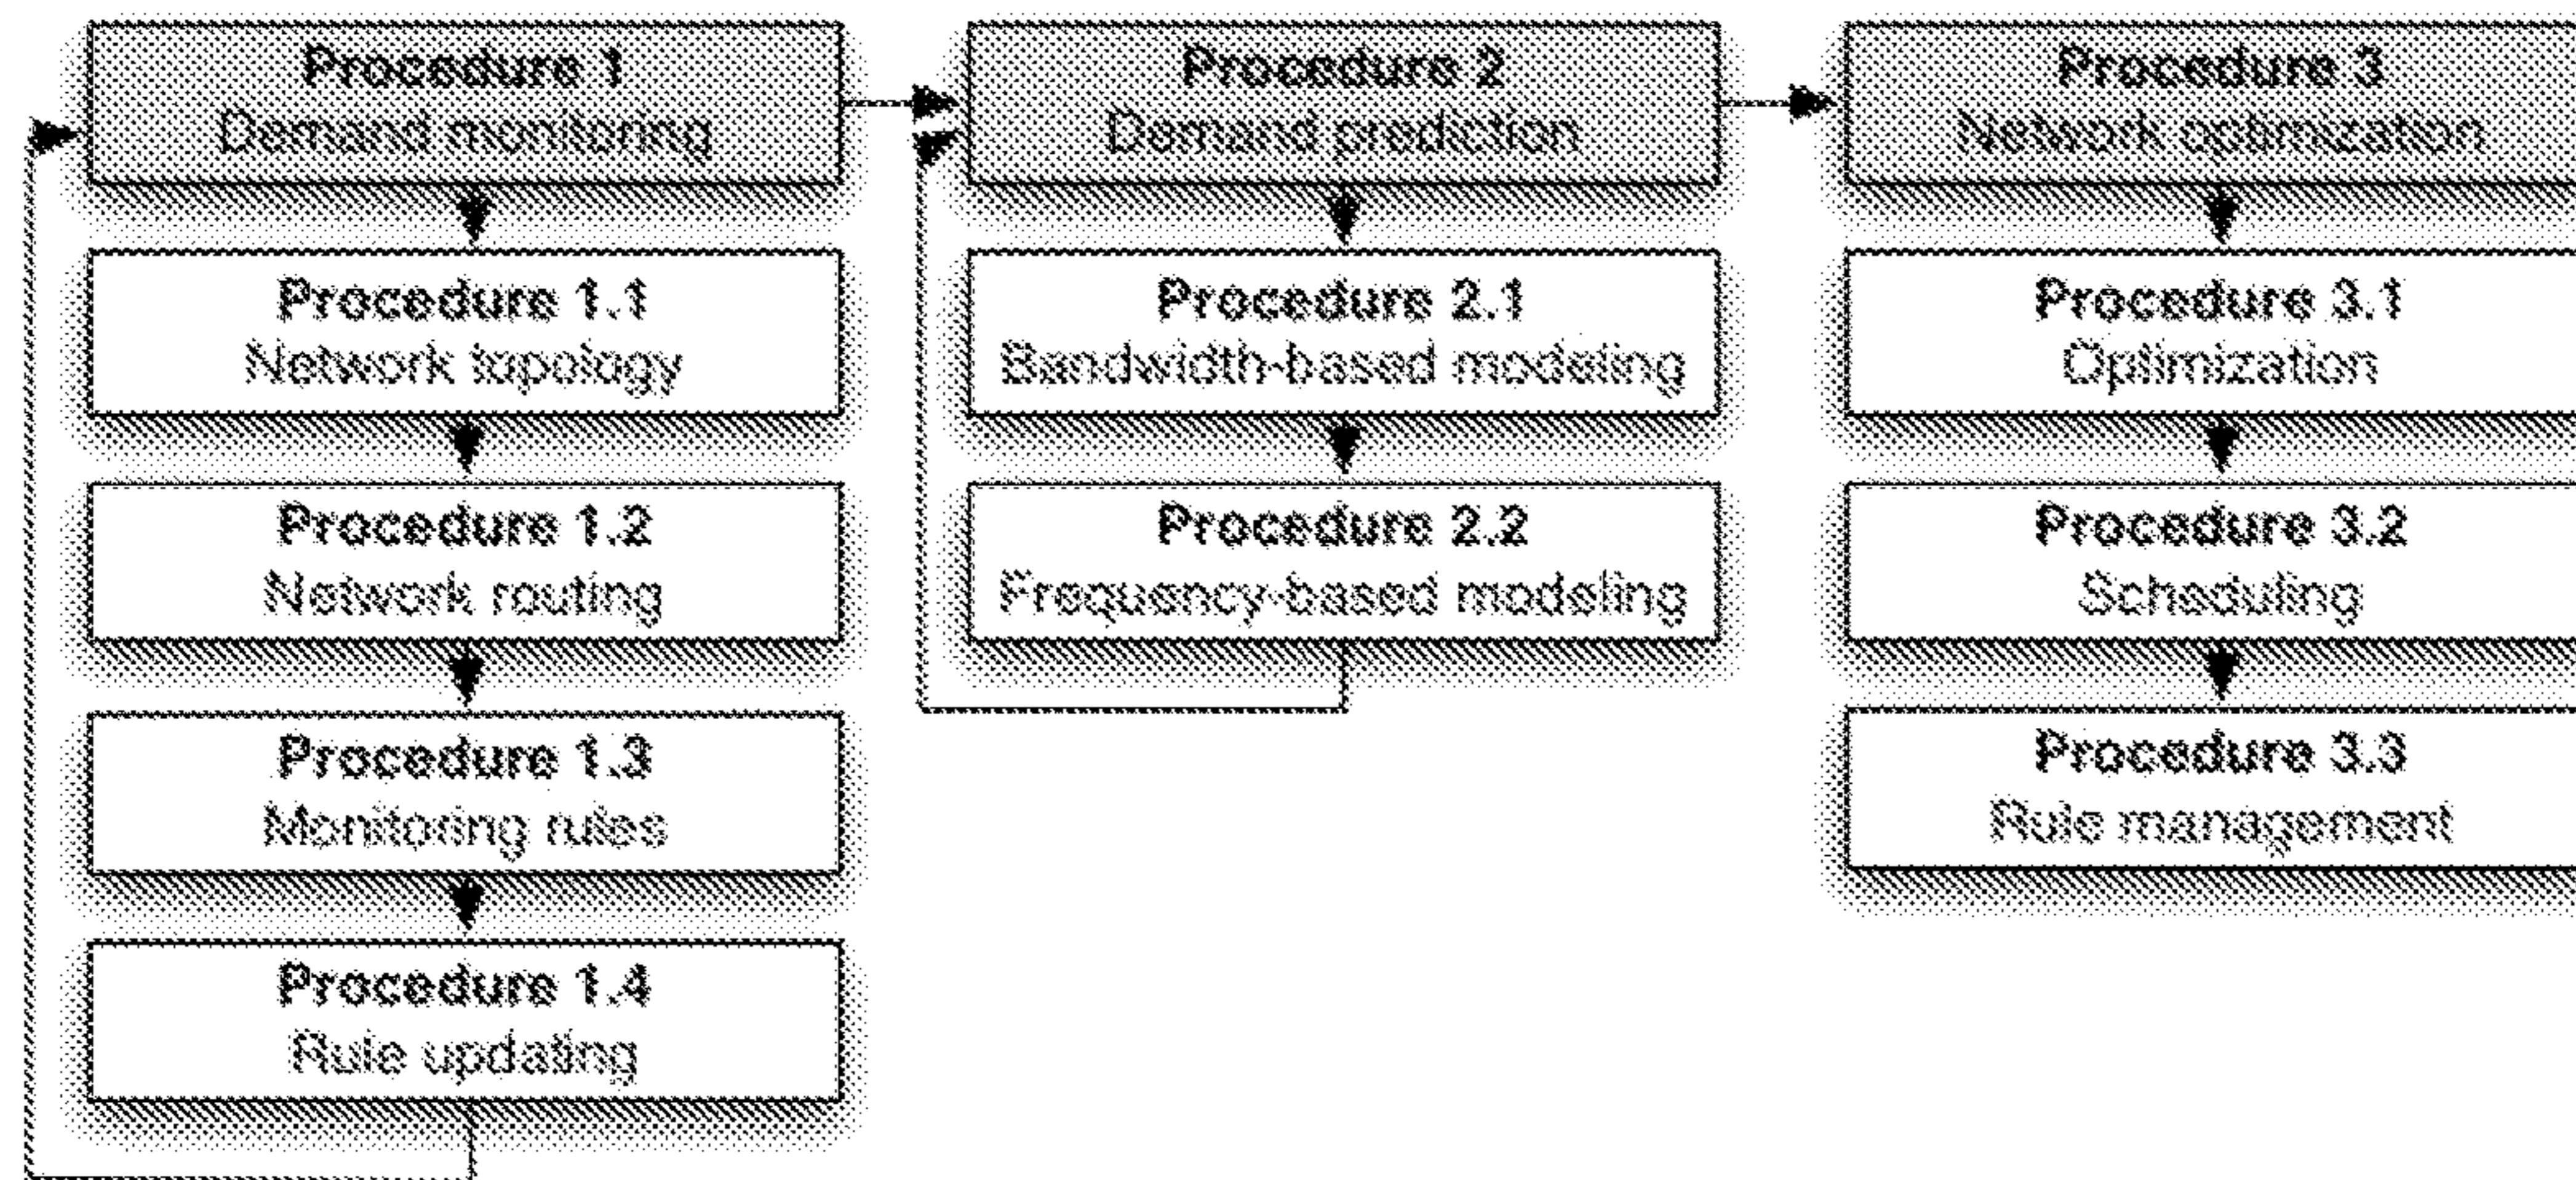 Procedure 1
Demand monitoring
Procedure 1.1
Network topology
Procedure 1.2
Network routing
Procedure 1.3
Monitoring rules
Procedure 1.4
Rule updating
Procedure 2
Demand prediction
Procedure 2.1
Bandwidth-based modeling
Procedure 2.2
Frequency-based modeling
Procedure 3
Network optimization
Procedure 3.1
Optimization
Procedure 3.2
Scheduling
Procedure 3.3
Rule management